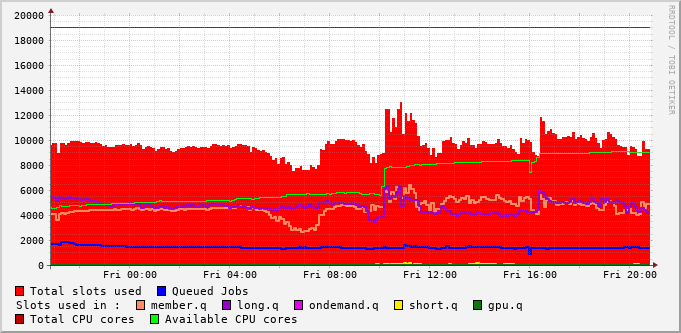 RRDTOOL / TOBI OETIKER
20000
18000
16000
14000
12000
10000
8000
6000
4000
2000
0
Fri 00:00 Fri 04:00 Fri 08:00 Fri 12:00 Fri 16:00 Fri 20:00
Total slots used Queued Jobs
Slots used in : member.q long.q ondemand.q short.q gpu.q
Total CPU cores Available CPU cores